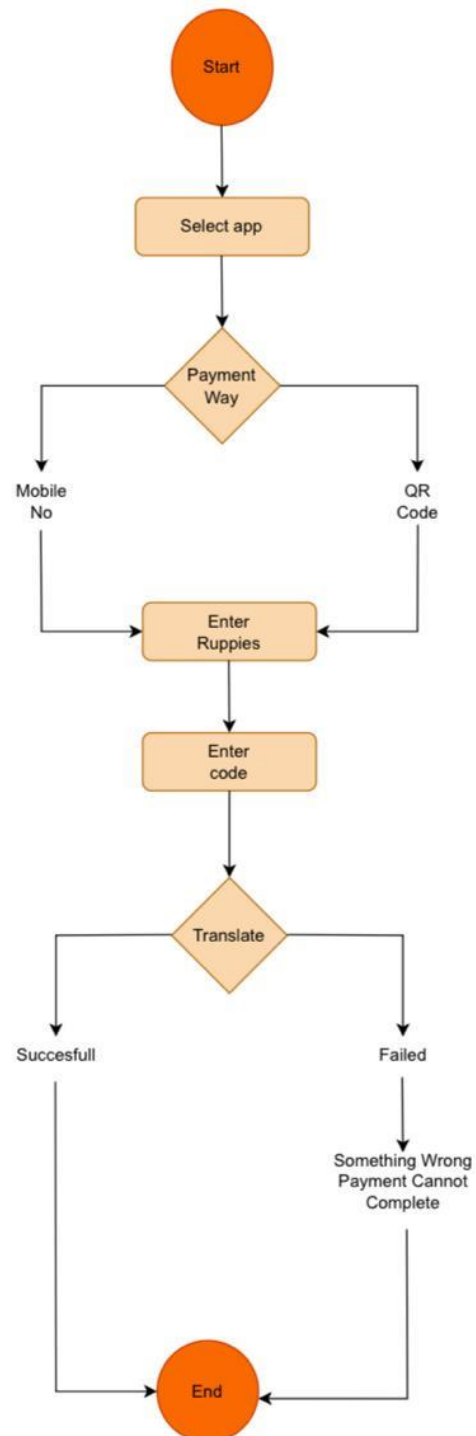 Start
Select app
Payment
Way
Mobile
No
QR
Code
Enter
Ruppies
Enter
code
Translate
Succesfull
Failed
Something Wrong
Payment Cannot
Complete
End